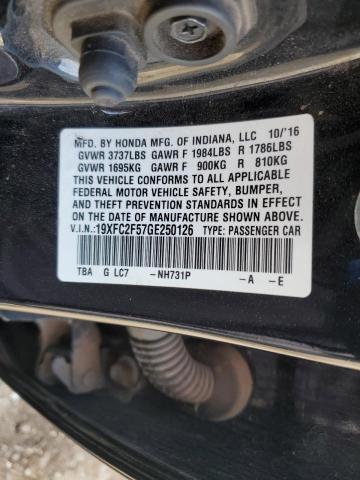 MFD. BY HONDA MFG. OF INDIANA, LLC 10/'16
GVWR 3737LBS GAWR F 1984LBS R 1786LBS
GVWR 1695KG GAWR F 900KG R 810KG
THIS VEHICLE CONFORMS TO ALL APPLICABLE
FEDERAL MOTOR VEHICLE SAFETY, BUMPER,
AND THEFT PREVENTION STANDARDS IN EFFECT
ON THE DATE OF MANUFACTURE SHOWN ABOVE.
V.I.N.:19XFC2F57GE250126 TYPE: PASSENGER CAR
TBA G LC7 -NH731P -A -E